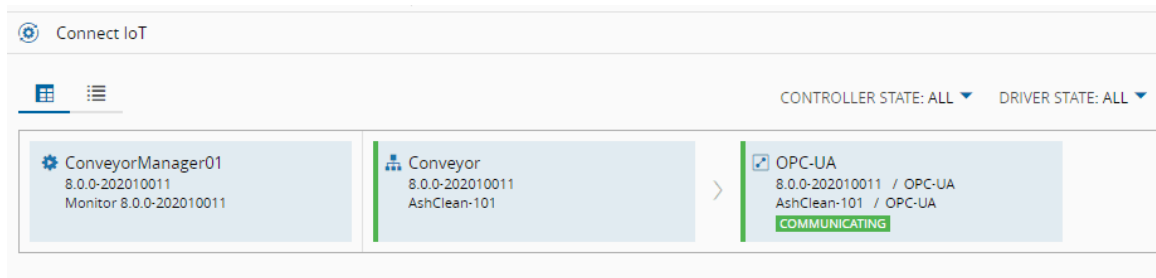 Connect IoT
CONTROLLER STATE: ALL DRIVER STATE: ALL
ConveyorManager01
8.0.0-202010011
Monitor 8.0.0-202010011
Conveyor
8.0.0-202010011
AshClean-101
OPC-UA
8.0.0-202010011 / OPC-UA
AshClean-101 / OPC-UA
COMMUNICATING